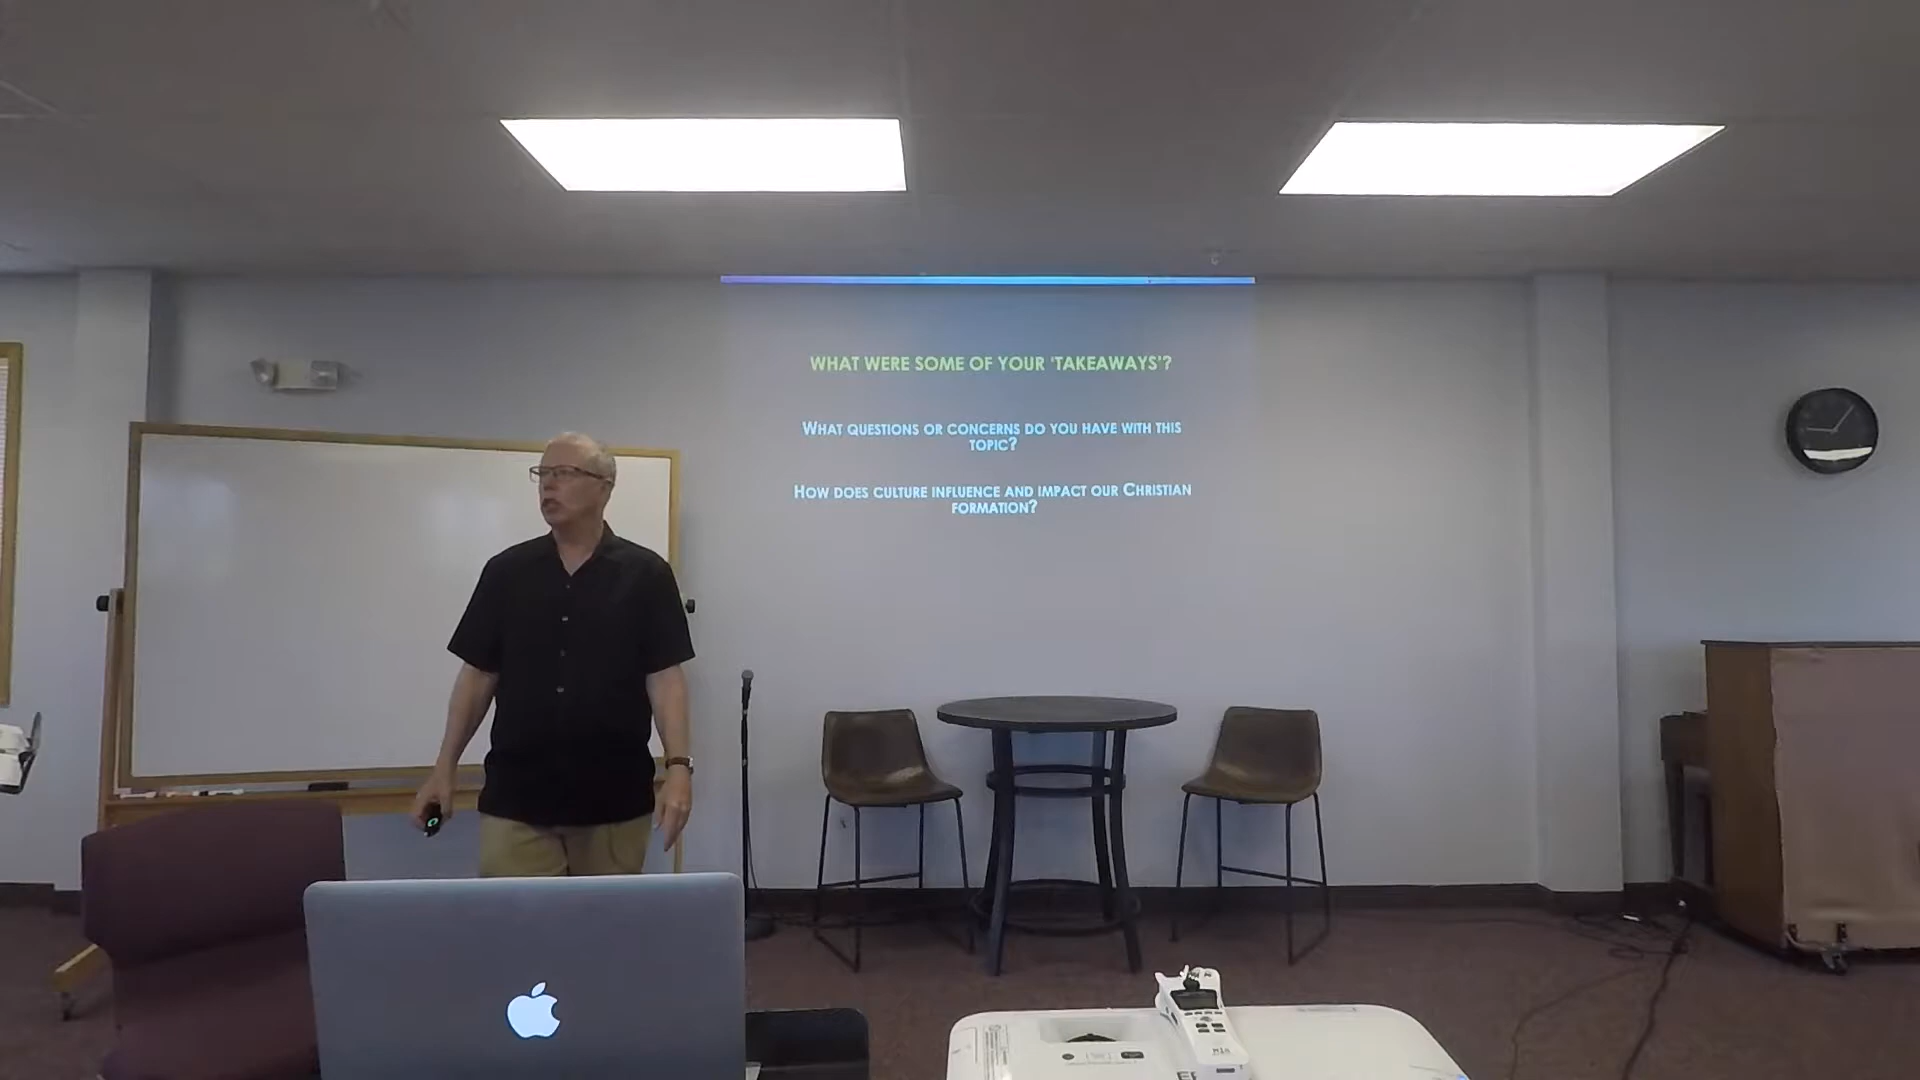 WHAT WERE SOME OF YOUR 'TAKEAWAYS'?
WHAT QUESTIONS OR CONCERNS DO YOU HAVE WITH THIS
TOPIC?
HOW DOES CULTURE INFLUENCE AND IMPACT OUR CHRISTIAN
FORMATION?